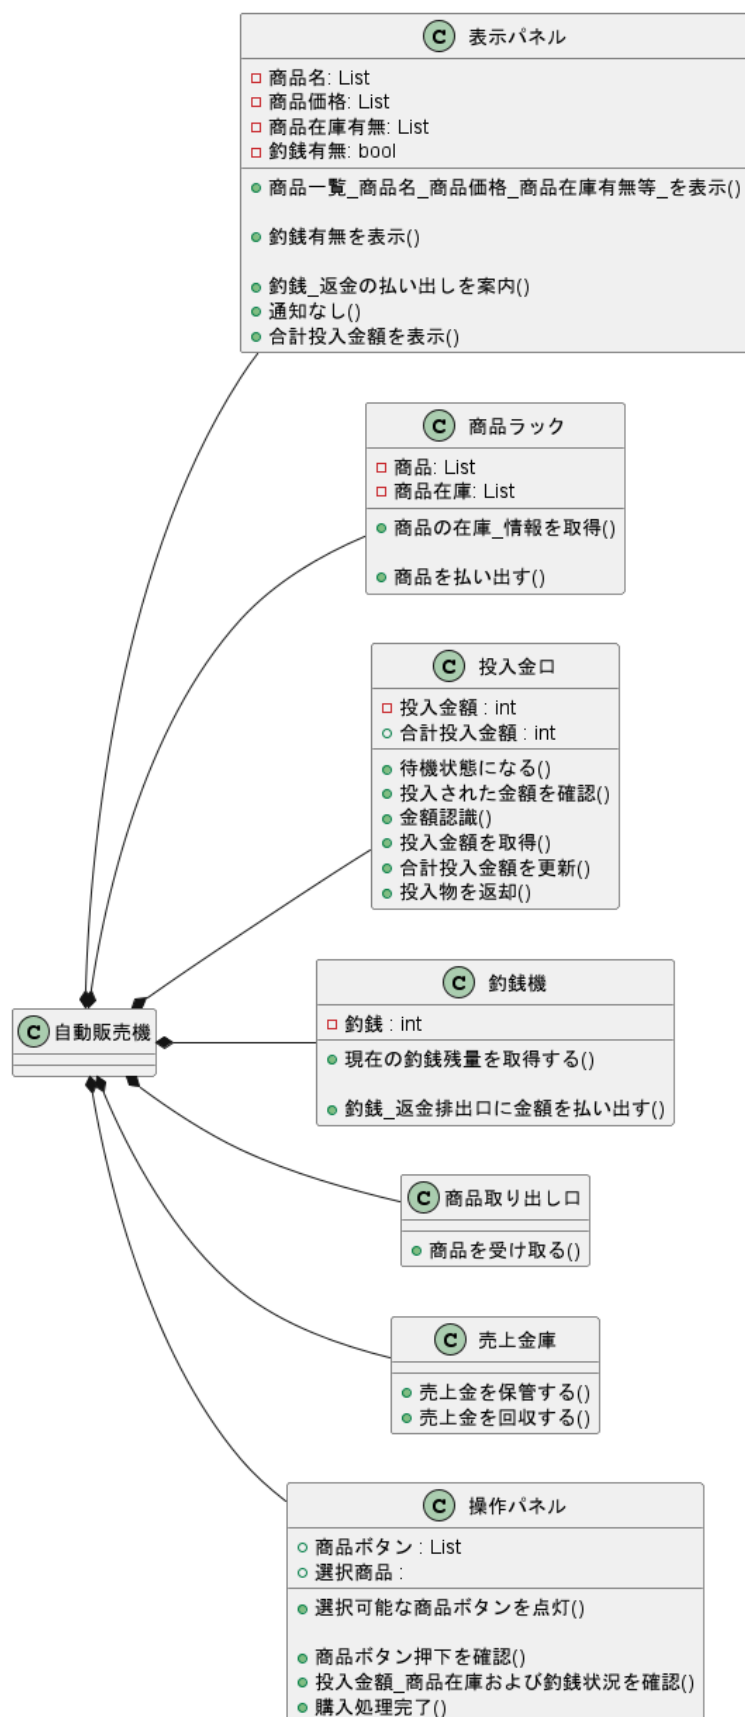 C 表示パネル
商品名: List
商品価格: List
商品在庫有無: List
釣銭有無: bool
商品一覧_商品名_商品価格_商品在庫有無等_を表示()
釣銭有無を表示()
釣銭_返金の払い出しを案内()
通知なし()
合計投入金額を表示()
C 商品ラック
商品: List
商品在庫: List
商品の在庫_情報を取得()
商品を払い出す()
C 投入金口
投入金額 : int
合計投入金額 : int
待機状態になる()
投入された金額を確認()
金額認識()
投入金額を取得()
合計投入金額を更新()
投入物を返却()
C 自動販売機
C 釣銭機
釣銭 : int
現在の釣銭残量を取得する()
釣銭_返金排出口に金額を払い出す()
C 商品取り出し口
商品を受け取る()
C 売上金庫
売上金を保管する()
売上金を回収する()
C 操作パネル
商品ボタン : List
選択商品 :
選択可能な商品ボタンを点灯()
商品ボタン押下を確認()
投入金額_商品在庫および釣銭状況を確認()
購入処理完了()